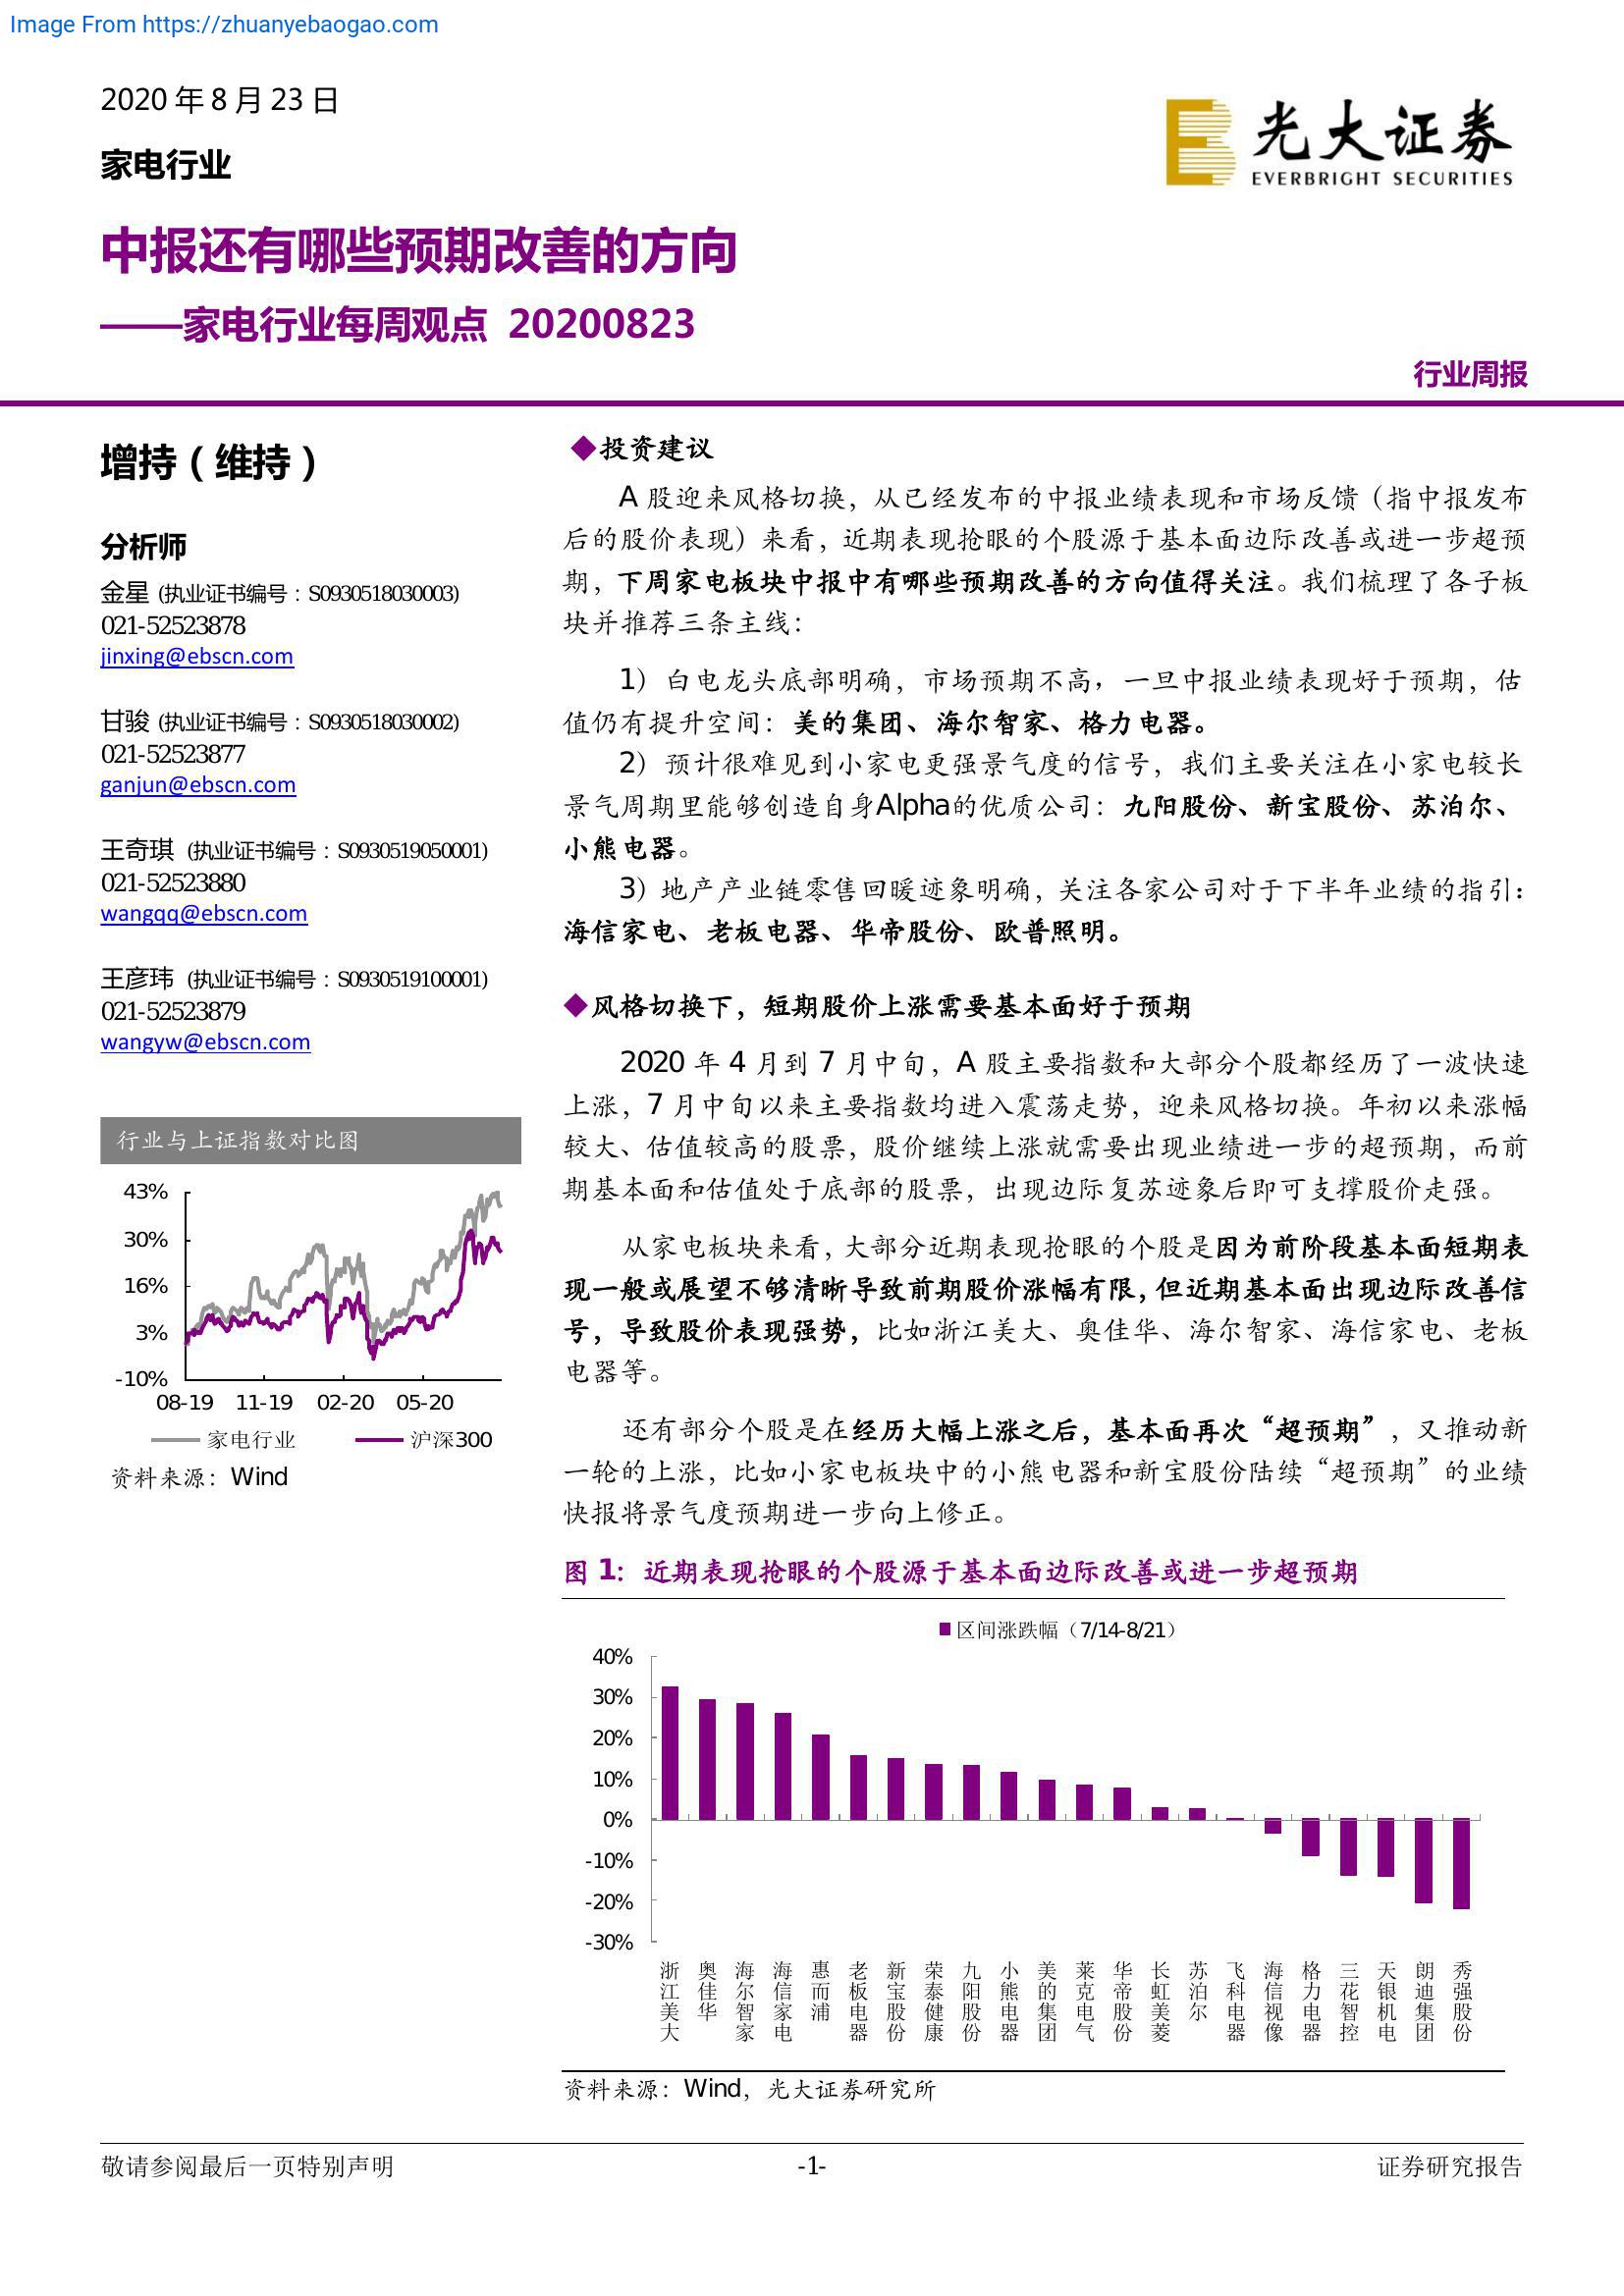 Image From https://zhuanyebaogao.com
2020 年 8 月 23 日
家电行业
光大证券
EVERBRIGHT SECURITIES
中报还有哪些预期改善的方向
——家电行业每周观点 20200823
行业周报
增持（维持）
分析师
金星 (执业证书编号：S0930518030003)
021-52523878
jinxing@ebscn.com
甘骏 (执业证书编号：S0930518030002)
021-52523877
ganjun@ebscn.com
王奇琪 (执业证书编号：S0930519050001)
021-52523880
wangqq@ebscn.com
王彦玮 (执业证书编号：S0930519100001)
021-52523879
wangyw@ebscn.com
行业与上证指数对比图
43%
30%
16%
3%
-10%
08-19 11-19 02-20 05-20
家电行业 沪深300
资料来源：Wind
◆投资建议
A 股迎来风格切换，从已经发布的中报业绩表现和市场反馈（指中报发布
后的股价表现）来看，近期表现抢眼的个股源于基本面边际改善或进一步超预
期，下周家电板块中报中有哪些预期改善的方向值得关注。我们梳理了各子板
块并推荐三条主线：
1）白电龙头底部明确，市场预期不高，一旦中报业绩表现好于预期，估
值仍有提升空间：美的集团、海尔智家、格力电器。
2）预计很难见到小家电更强景气度的信号，我们主要关注在小家电较长
景气周期里能够创造自身Alpha的优质公司：九阳股份、新宝股份、苏泊尔、
小熊电器。
3）地产产业链零售回暖迹象明确，关注各家公司对于下半年业绩的指引：
海信家电、老板电器、华帝股份、欧普照明。
◆风格切换下，短期股价上涨需要基本面好于预期
2020 年 4 月到 7 月中旬，A 股主要指数和大部分个股都经历了一波快速
上涨，7 月中旬以来主要指数均进入震荡走势，迎来风格切换。年初以来涨幅
较大、估值较高的股票，股价继续上涨就需要出现业绩进一步的超预期，而前
期基本面和估值处于底部的股票，出现边际复苏迹象后即可支撑股价走强。
从家电板块来看，大部分近期表现抢眼的个股是因为前阶段基本面短期表
现一般或展望不够清晰导致前期股价涨幅有限，但近期基本面出现边际改善信
号，导致股价表现强势，比如浙江美大、奥佳华、海尔智家、海信家电、老板
电器等。
还有部分个股是在经历大幅上涨之后，基本面再次“超预期”，又推动新
一轮的上涨，比如小家电板块中的小熊电器和新宝股份陆续“超预期”的业绩
快报将景气度预期进一步向上修正。
图 1：近期表现抢眼的个股源于基本面边际改善或进一步超预期
区间涨跌幅（7/14-8/21）
40%
30%
20%
10%
0%
-10%
-20%
-30%
浙江美大 奥佳华 海尔智家 海信家电 惠而浦 老板电器 新宝股份 荣泰健康 九阳股份 小熊电器 美的集团 莱克电气 华帝股份 长虹美菱 苏泊尔 飞科电器 海信视像 格力电器 三花智控 天银机电 朗迪集团 秀强股份
资料来源：Wind，光大证券研究所
敬请参阅最后一页特别声明 -1- 证券研究报告